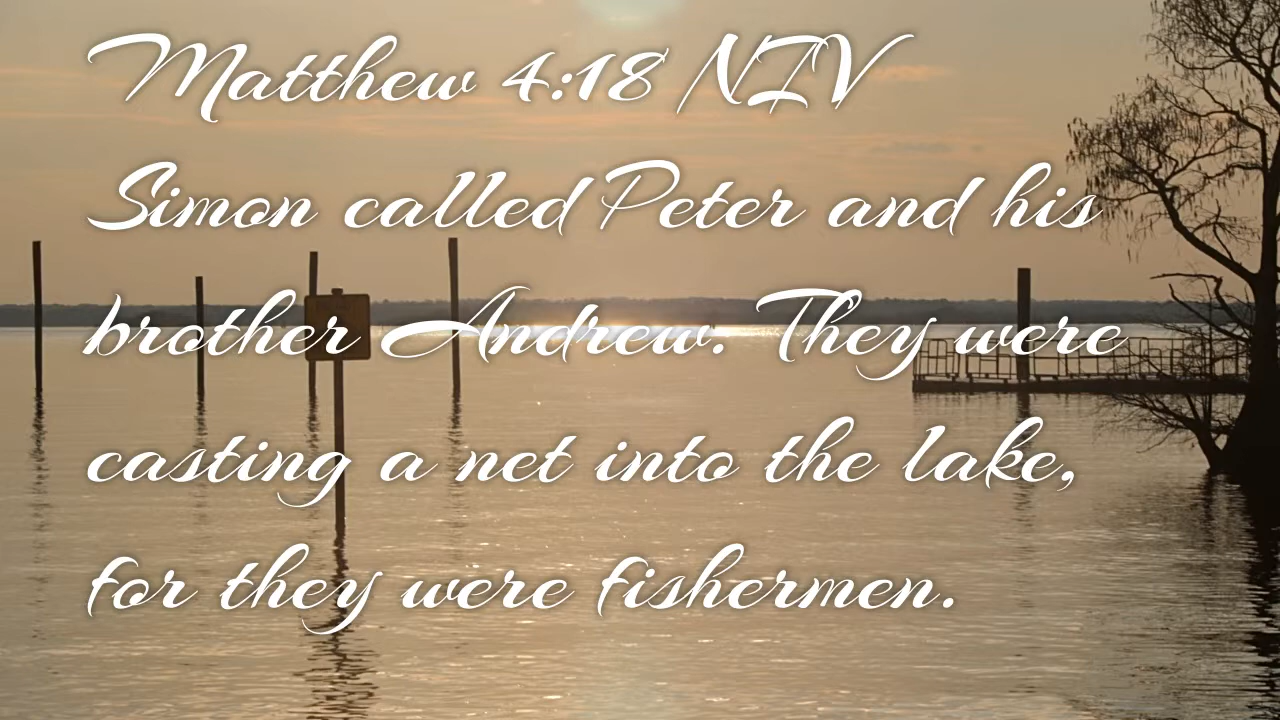 Matthew 4:18 NIV
Simon called Peter and his
brother Andrew. They were
casting a net into the lake,
for they were fishermen.